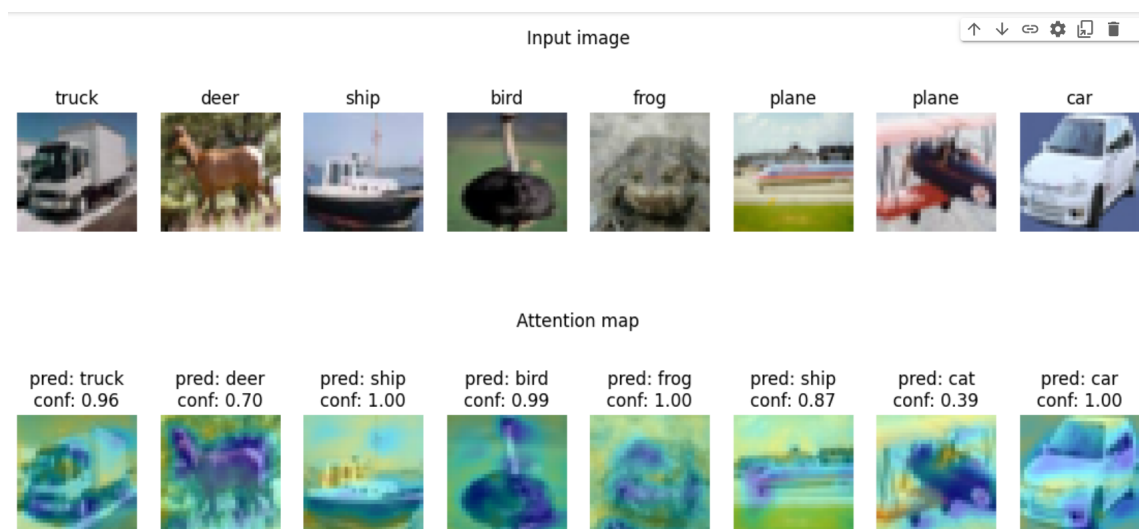 Input image
truck deer ship bird frog plane plane car
Attention map
pred: truck pred: deer pred: ship pred: bird pred: frog pred: ship pred: cat pred: car
conf: 0.96 conf: 0.70 conf: 1.00 conf: 0.99 conf: 1.00 conf: 0.87 conf: 0.39 conf: 1.00